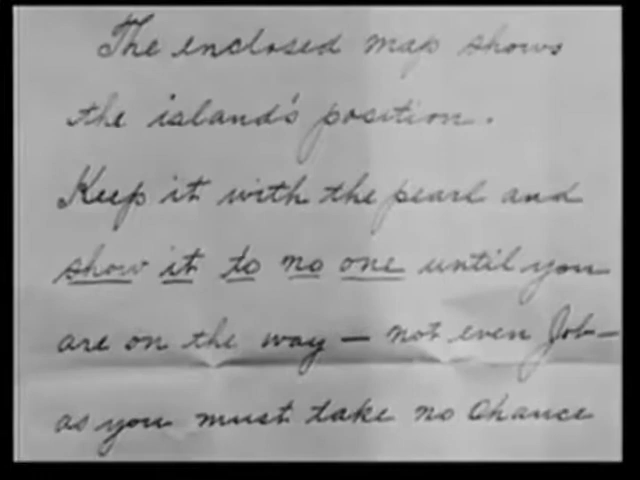 The enclosed map shows
the island's position.
Keep it with the pearl and
show it to no one until you
are on the way — not even Job —
as you must take no chance